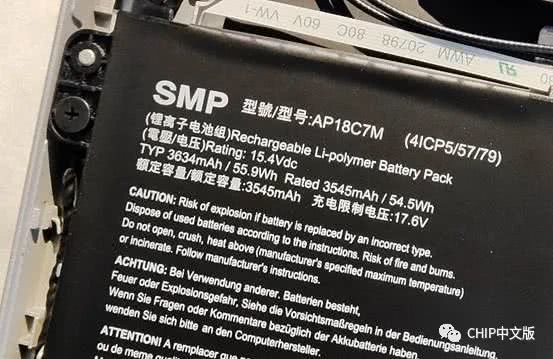 AWM 20798 80C 60V VW-1
SMP 型號/型号:AP18C7M (4ICP5/57/79)
(锂离子电池组)Rechargeable Li-polymer Battery Pack
(電壓/电压)Rating: 15.4Vdc
TYP 3634mAh / 55.9Wh Rated 3545mAh / 54.5Wh
额定容量/额定容量:3545mAh 充电限制电压:17.6V
CAUTION: Risk of explosion if battery is replaced by an incorrect type.
Dispose of used batteries according to the instructions. Risk of fire and burns.
Do not open, crush, heat above (manufacturer's specified maximum temperature)
or incinerate. Follow manufacturer's instructions.
ACHTUNG: Bei Verwendung anderer. Batterien besteht,
Feuer oder Explosionsgefahr, Siehe die Vorsichtsmaßregeln in der Bedienungsanleitung.
Wenn Sie Fragen oder Kommentare bezüglich der Akkubatterie haben,
wenden Sie sich bitte an den Computerhersteller.
ATTENTION! A remplacer que
ou de meme
CHIP中文版